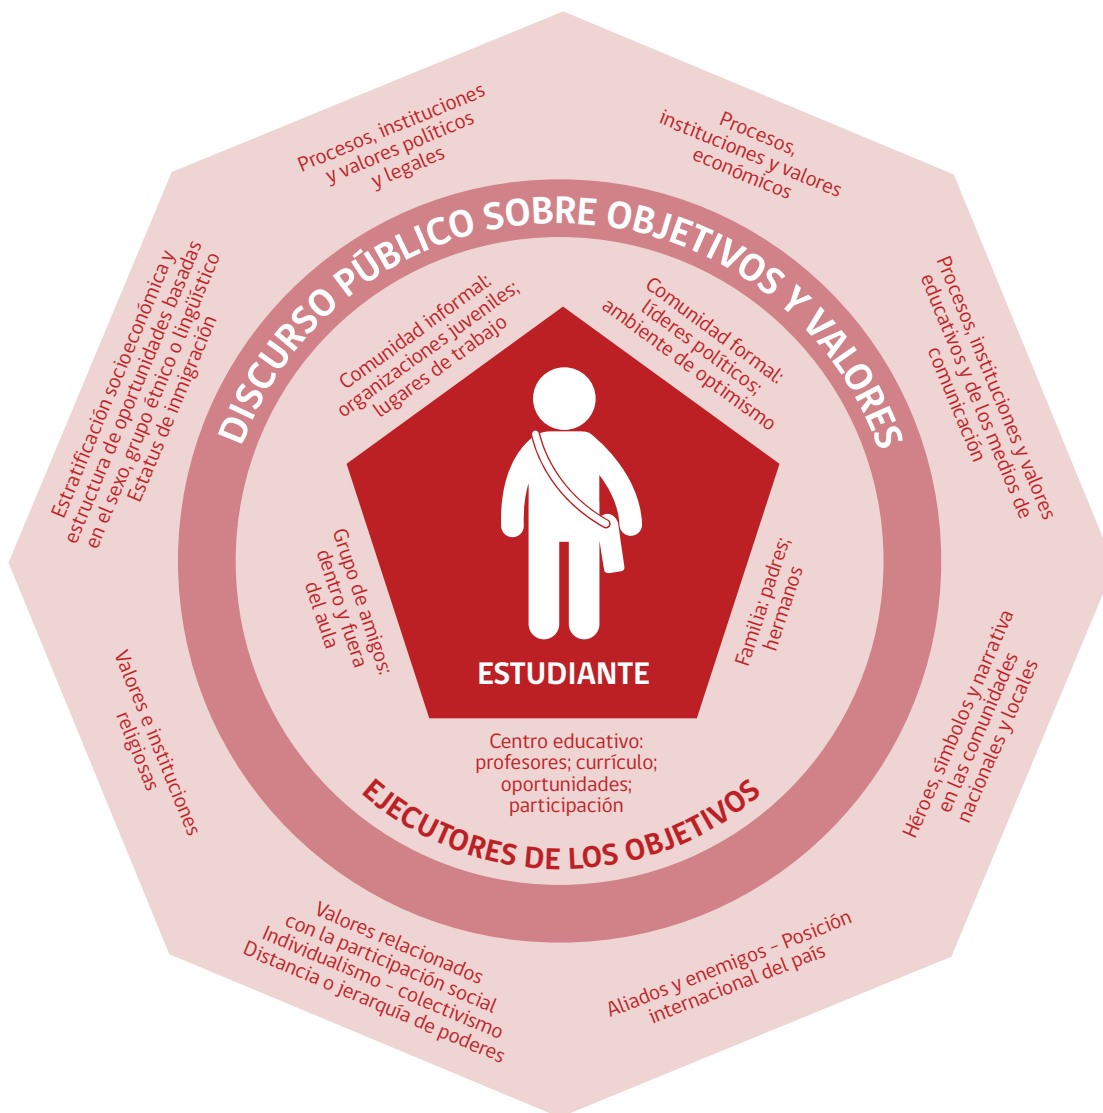 Procesos, instituciones
y valores políticos
y legales
Procesos,
instituciones y valores
económicos
Procesos, instituciones y valores
educativos y de los medios de
comunicación
Héroes, símbolos y narrativa
en las comunidades
nacionales y locales
Aliados y enemigos – Posición
internacional del país
Valores relacionados
con la participación social
Individualismo – colectivismo
Distancia o jerarquía de poderes
Valores e instituciones
religiosas
Estratificación socioeconómica y
estructura de oportunidades basadas
en el sexo, grupo étnico o lingüístico
Estatus de inmigración
DISCURSO PÚBLICO SOBRE OBJETIVOS Y VALORES
Comunidad informal:
organizaciones juveniles;
lugares de trabajo
Comunidad formal:
líderes políticos;
ambiente de optimismo
Familia: padres;
hermanos
Centro educativo:
profesores; currículo;
oportunidades;
participación
Grupo de amigos:
dentro y fuera
del aula
ESTUDIANTE
EJECUTORES DE LOS OBJETIVOS